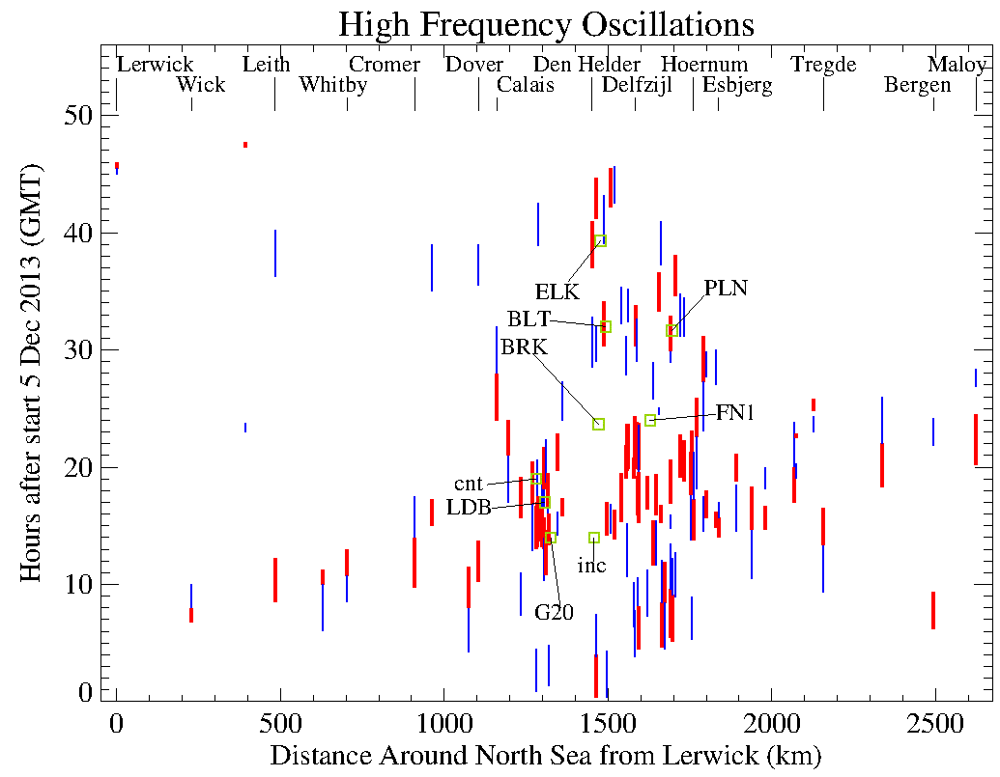 High Frequency Oscillations
Lerwick Leith Cromer Dover Den Helder Hoernum Tregde Maloy
Wick Whitby Calais Delfzijl Esbjerg Bergen
50
40
30
20
10
0
Hours after start 5 Dec 2013 (GMT)
ELK
PLN
BLT
BRK
FN1
cnt
LDB
inc
G20
0 500 1000 1500 2000 2500
Distance Around North Sea from Lerwick (km)